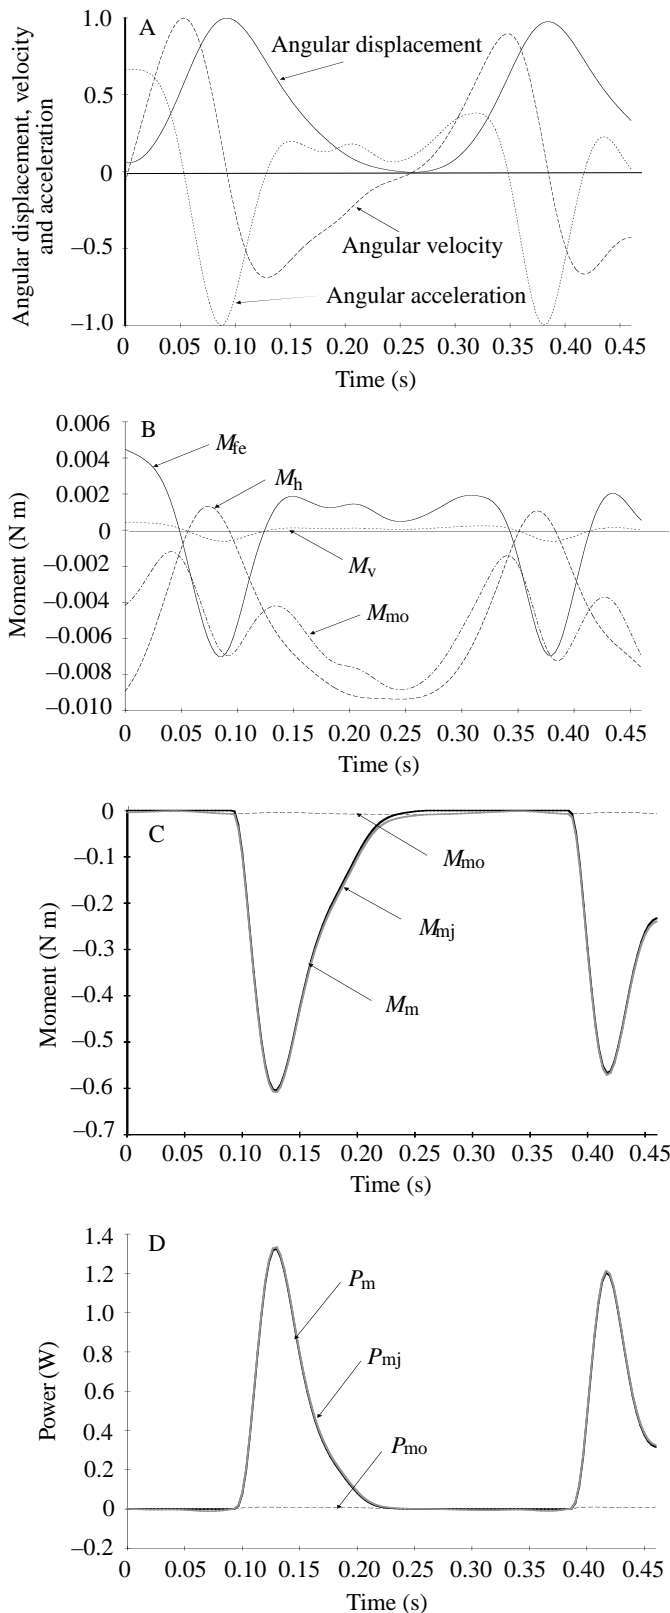 A
1.0
0.5
0
–0.5
–1.0
Angular displacement, velocity
and acceleration
Angular displacement
Angular velocity
Angular acceleration
0 0.05 0.10 0.15 0.20 0.25 0.30 0.35 0.40 0.45
Time (s)
B
0.006
0.004
0.002
0
–0.002
–0.004
–0.006
–0.008
–0.010
Moment (N m)
Mfe
Mh
Mv
Mmo
0 0.05 0.10 0.15 0.20 0.25 0.30 0.35 0.40 0.45
Time (s)
C
0
–0.1
–0.2
–0.3
–0.4
–0.5
–0.6
–0.7
Moment (N m)
Mmo
Mmj
Mm
0 0.05 0.10 0.15 0.20 0.25 0.30 0.35 0.40 0.45
Time (s)
D
1.4
1.2
1.0
0.8
0.6
0.4
0.2
0
–0.2
Power (W)
Pm
Pmj
Pmo
0 0.05 0.10 0.15 0.20 0.25 0.30 0.35 0.40 0.45
Time (s)